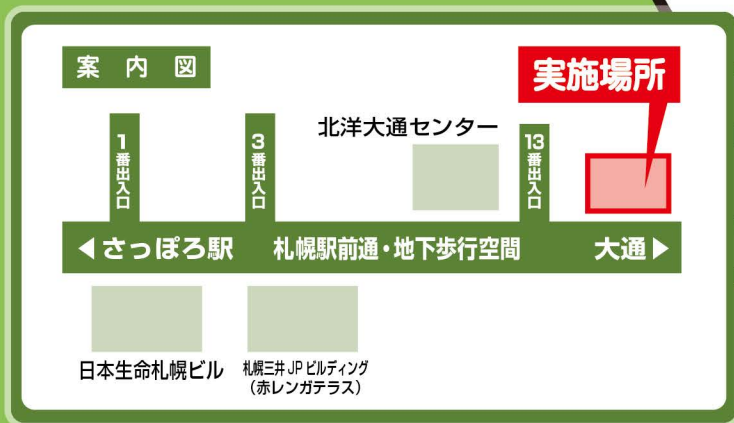 案内図
実施場所
北洋大通センター
1番出入口
3番出入口
13番出入口
◀さっぽろ駅 札幌駅前通・地下歩行空間 大通▶
日本生命札幌ビル
札幌三井JPビルディング
（赤レンガテラス）